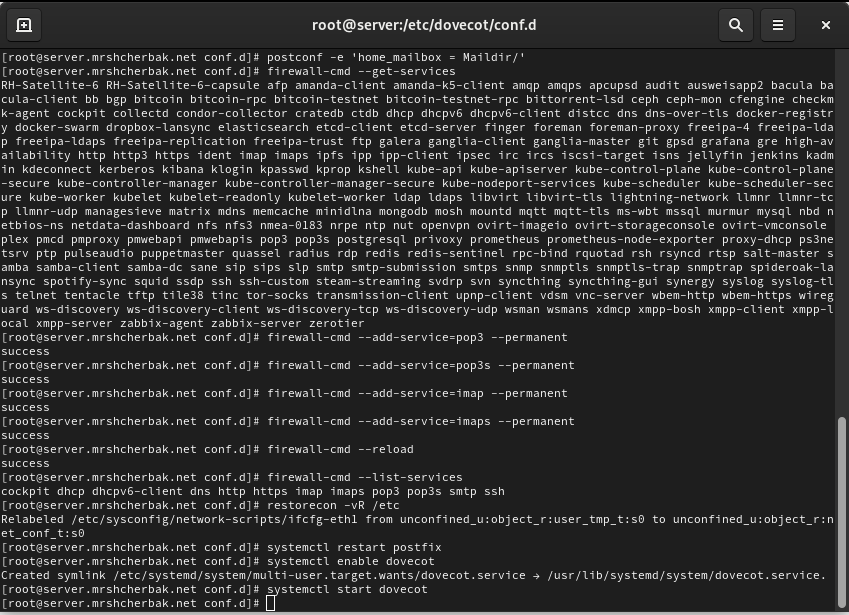 root@server:/etc/dovecot/conf.d
[root@server.mrshcherbak.net conf.d]# postconf -e 'home_mailbox = Maildir/'
[root@server.mrshcherbak.net conf.d]# firewall-cmd --get-services
RH-Satellite-6 RH-Satellite-6-capsule afp amanda-client amanda-k5-client amqp amqps apcupsd audit ausweisapp2 bacula ba
cula-client bb bgp bitcoin bitcoin-rpc bitcoin-testnet bitcoin-testnet-rpc bittorrent-lsd ceph ceph-mon cfengine checkm
k-agent cockpit collectd condor-collector cratedb ctdb dhcp dhcpv6 dhcpv6-client distcc dns dns-over-tls docker-registr
y docker-swarm dropbox-lansync elasticsearch etcd-client etcd-server finger foreman foreman-proxy freeipa-4 freeipa-lda
p freeipa-ldaps freeipa-replication freeipa-trust ftp galera ganglia-client ganglia-master git gpsd grafana gre high-av
ailability http http3 https ident imap imaps ipfs ipp ipp-client ipsec irc ircs iscsi-target isns jellyfin jenkins kadm
in kdeconnect kerberos kibana klogin kpasswd kprop kshell kube-api kube-apiserver kube-control-plane kube-control-plane
-secure kube-controller-manager kube-controller-manager-secure kube-nodeport-services kube-scheduler kube-scheduler-sec
ure kube-worker kubelet kubelet-readonly kubelet-worker ldap ldaps libvirt libvirt-tls lightning-network llmnr llmnr-tc
p llmnr-udp managesieve matrix mdns memcache minidlna mongodb mosh mountd mqtt mqtt-tls ms-wbt mssql murmur mysql nbd n
etbios-ns netdata-dashboard nfs nfs3 nmea-0183 nrpe ntp nut openvpn ovirt-imageio ovirt-storageconsole ovirt-vmconsole
plex pmcd pmproxy pmwebapi pmwebapis pop3 pop3s postgresql privoxy prometheus prometheus-node-exporter proxy-dhcp ps3ne
tsrv ptp pulseaudio puppetmaster quassel radius rdp redis redis-sentinel rpc-bind rquotad rsh rsyncd rtsp salt-master s
amba samba-client samba-dc sane sip sips slp smtp smtp-submission smtps snmp snmptls snmptls-trap snmptrap spideroak-la
nsync spotify-sync squid ssdp ssh ssh-custom steam-streaming svdrp svn syncthing syncthing-gui synergy syslog syslog-tl
s telnet tentacle tftp tile38 tinc tor-socks transmission-client upnp-client vdsm vnc-server wbem-http wbem-https wireg
uard ws-discovery ws-discovery-client ws-discovery-tcp ws-discovery-udp wsman wsmans xdmcp xmpp-bosh xmpp-client xmpp-l
ocal xmpp-server zabbix-agent zabbix-server zerotier
[root@server.mrshcherbak.net conf.d]# firewall-cmd --add-service=pop3 --permanent
success
[root@server.mrshcherbak.net conf.d]# firewall-cmd --add-service=pop3s --permanent
success
[root@server.mrshcherbak.net conf.d]# firewall-cmd --add-service=imap --permanent
success
[root@server.mrshcherbak.net conf.d]# firewall-cmd --add-service=imaps --permanent
success
[root@server.mrshcherbak.net conf.d]# firewall-cmd --reload
success
[root@server.mrshcherbak.net conf.d]# firewall-cmd --list-services
cockpit dhcp dhcpv6-client dns http https imap imaps pop3 pop3s smtp ssh
[root@server.mrshcherbak.net conf.d]# restorecon -vR /etc
Relabeled /etc/sysconfig/network-scripts/ifcfg-eth1 from unconfined_u:object_r:user_tmp_t:s0 to unconfined_u:object_r:n
et_conf_t:s0
[root@server.mrshcherbak.net conf.d]# systemctl restart postfix
[root@server.mrshcherbak.net conf.d]# systemctl enable dovecot
Created symlink /etc/systemd/system/multi-user.target.wants/dovecot.service → /usr/lib/systemd/system/dovecot.service.
[root@server.mrshcherbak.net conf.d]# systemctl start dovecot
[root@server.mrshcherbak.net conf.d]#